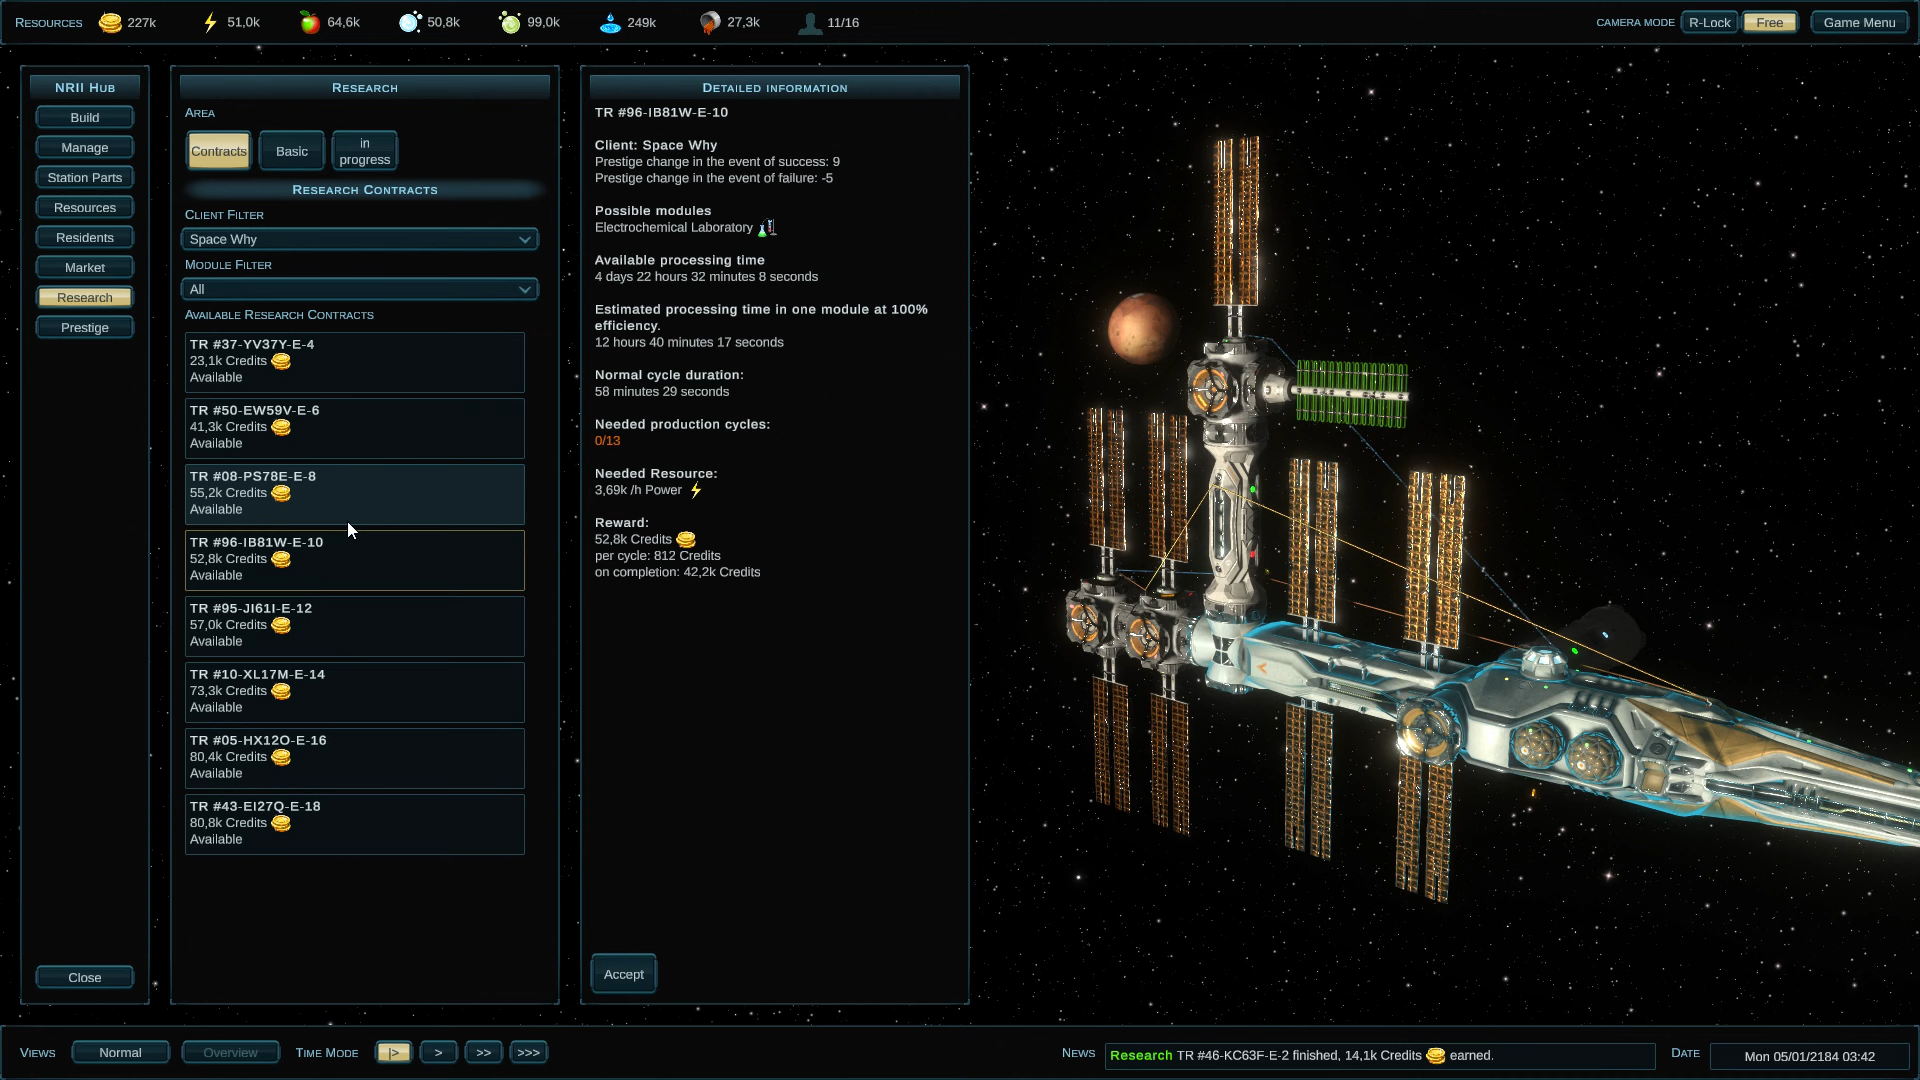 Resources 227k 51,0k 64,6k 50,8k 99,0k 249k 27,3k 11/16 Camera Mode R-Lock Free Game Menu
NRII Hub
Build
Manage
Station Parts
Resources
Residents
Market
Research
Prestige
Close
Research
Area
Contracts Basic in progress
Research Contracts
Client Filter
Space Why
Module Filter
All
Available Research Contracts
TR #37-YV37Y-E-4
23,1k Credits
Available
TR #50-EW59V-E-6
41,3k Credits
Available
TR #08-PS78E-E-8
55,2k Credits
Available
TR #96-IB81W-E-10
52,8k Credits
Available
TR #95-JI61I-E-12
57,0k Credits
Available
TR #10-XL17M-E-14
73,3k Credits
Available
TR #05-HX12O-E-16
80,4k Credits
Available
TR #43-EI27Q-E-18
80,8k Credits
Available
Detailed information
TR #96-IB81W-E-10
Client: Space Why
Prestige change in the event of success: 9
Prestige change in the event of failure: -5
Possible modules
Electrochemical Laboratory
Available processing time
4 days 22 hours 32 minutes 8 seconds
Estimated processing time in one module at 100%
efficiency.
12 hours 40 minutes 17 seconds
Normal cycle duration:
58 minutes 29 seconds
Needed production cycles:
0/13
Needed Resource:
3,69k /h Power
Reward:
52,8k Credits
per cycle: 812 Credits
on completion: 42,2k Credits
Accept
Views Normal Overview Time Mode |> > >> >>> News Research TR #46-KC63F-E-2 finished, 14,1k Credits earned. Date Mon 05/01/2184 03:42